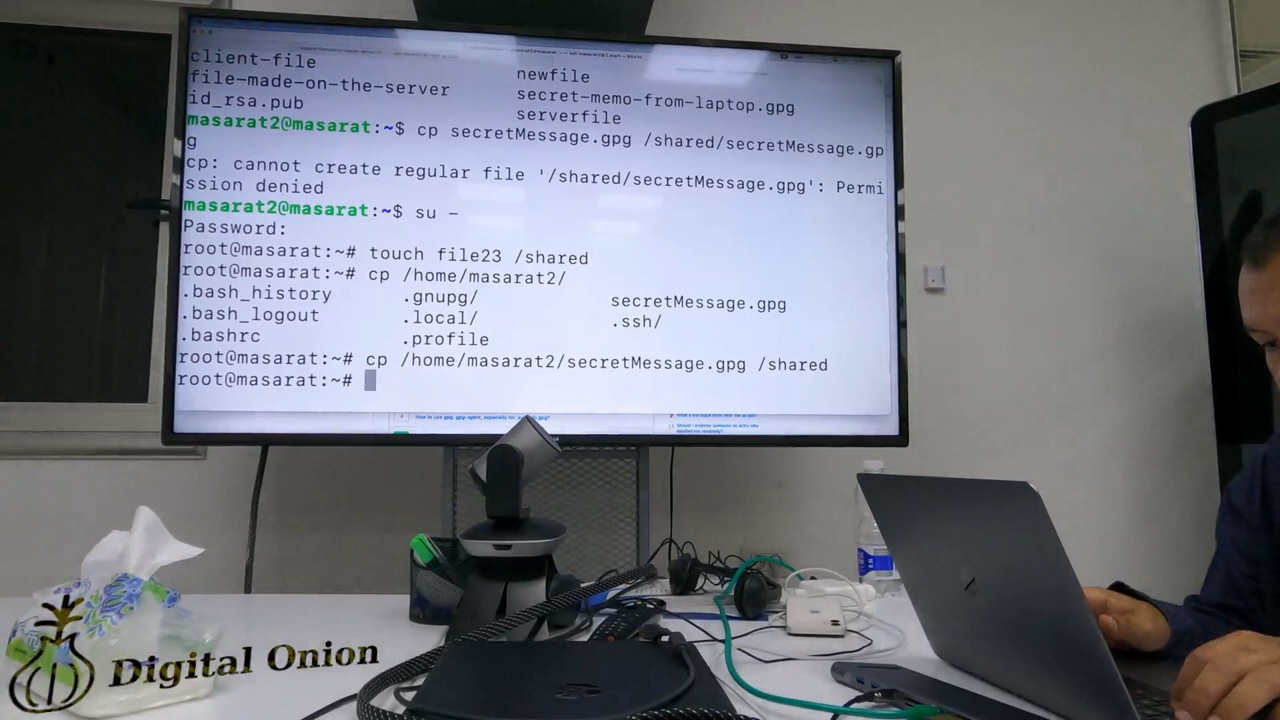 client-file
file-made-on-the-server newfile
id_rsa.pub secret-memo-from-laptop.gpg
serverfile
masarat2@masarat:~$ cp secretMessage.gpg /shared/secretMessage.gp
g
cp: cannot create regular file '/shared/secretMessage.gpg': Permi
ssion denied
masarat2@masarat:~$ su -
Password:
root@masarat:~# touch file23 /shared
root@masarat:~# cp /home/masarat2/
.bash_history .gnupg/ secretMessage.gpg
.bash_logout .local/ .ssh/
.bashrc .profile
root@masarat:~# cp /home/masarat2/secretMessage.gpg /shared
root@masarat:~#
Digital Onion